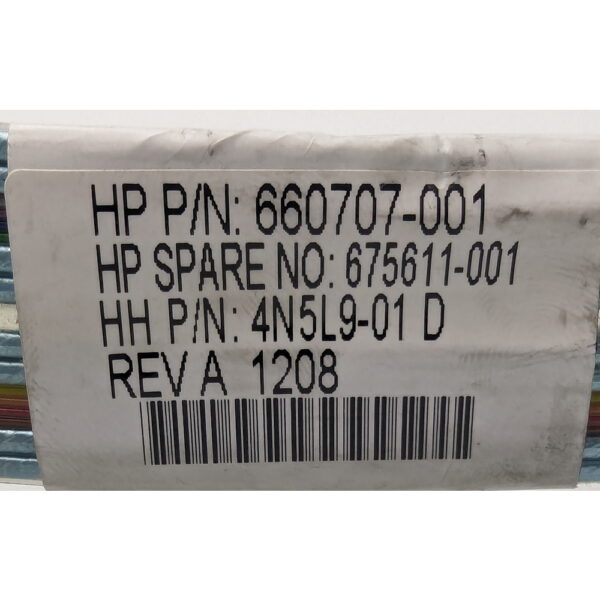 HP P/N: 660707-001
HP SPARE NO: 675611-001
HH P/N: 4N5L9-01 D
REV A 1208